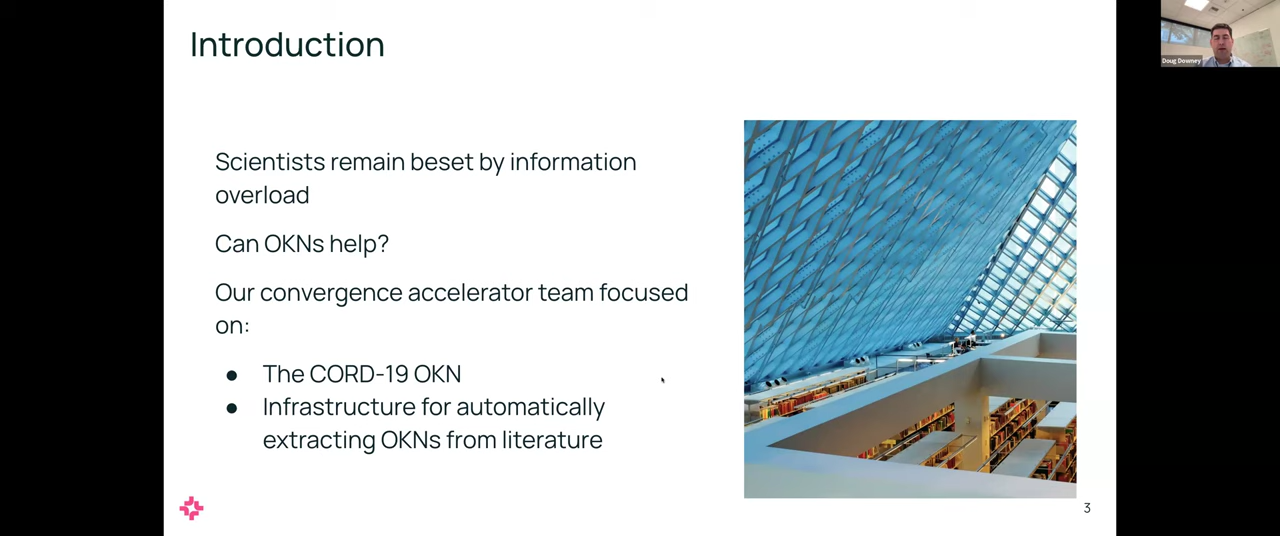 Introduction
Doug Downey
Scientists remain beset by information
overload
Can OKNs help?
Our convergence accelerator team focused
on:
● The CORD-19 OKN
● Infrastructure for automatically
extracting OKNs from literature
3